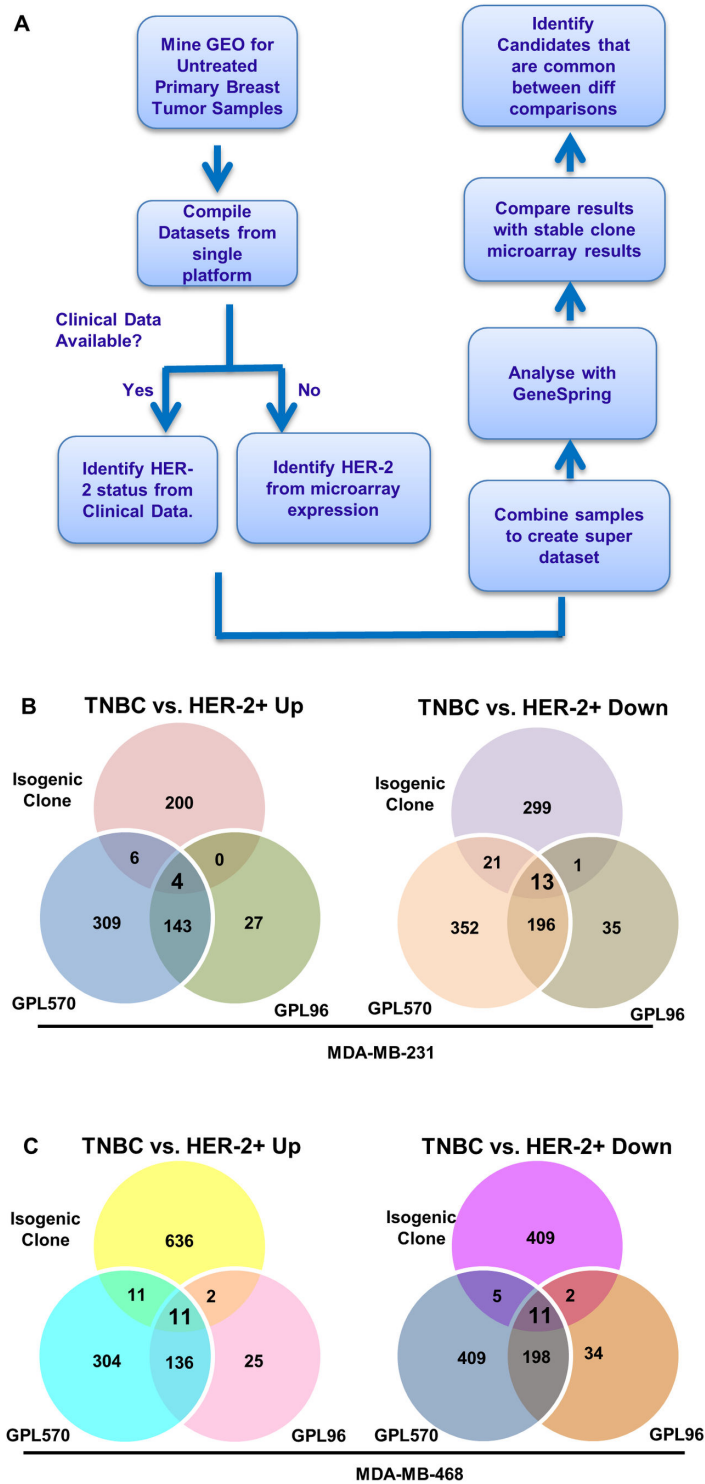 A
Mine GEO for
Untreated
Primary Breast
Tumor Samples
Compile
Datasets from
single
platform
Clinical Data
Available?
Yes
No
Identify HER-
2 status from
Clinical Data.
Identify HER-2
from microarray
expression
Identify
Candidates that
are common
between diff
comparisons
Compare results
with stable clone
microarray results
Analyse with
GeneSpring
Combine samples
to create super
dataset
B
TNBC vs. HER-2+ Up
Isogenic
Clone
200
6
0
4
309
143
27
GPL570
GPL96
TNBC vs. HER-2+ Down
Isogenic
Clone
299
21
1
13
352
196
35
GPL570
GPL96
MDA-MB-231
C
TNBC vs. HER-2+ Up
Isogenic
Clone
636
11
2
11
304
136
25
GPL570
GPL96
TNBC vs. HER-2+ Down
Isogenic
Clone
409
5
2
11
409
198
34
GPL570
GPL96
MDA-MB-468